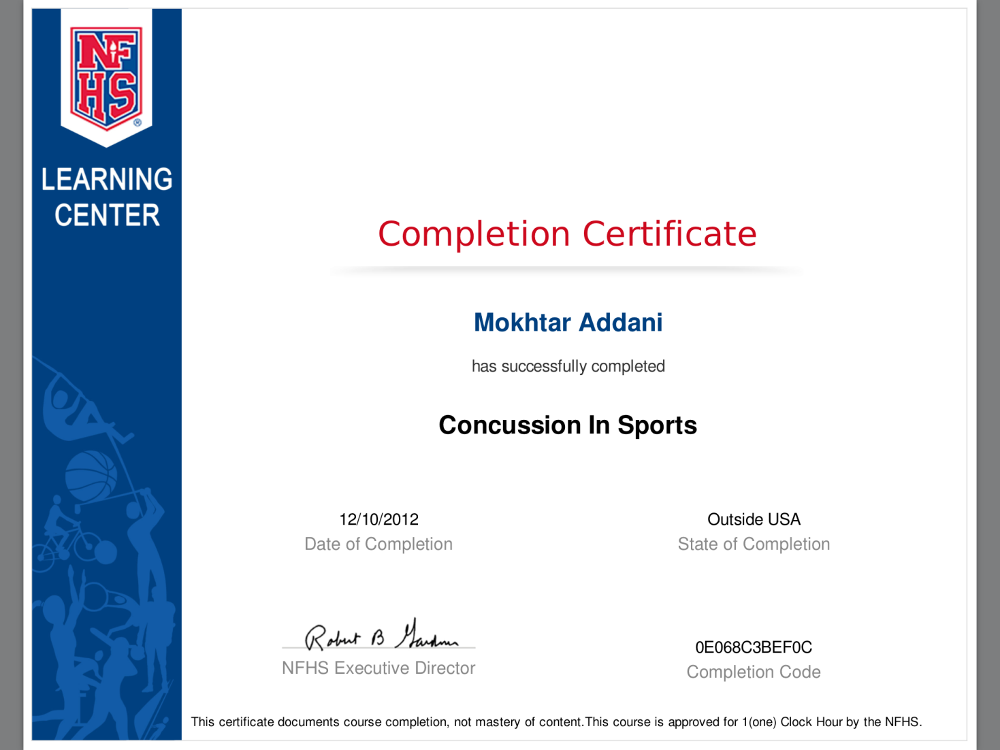 NFHS
®
LEARNING
CENTER
Completion Certificate
Mokhtar Addani
has successfully completed
Concussion In Sports
12/10/2012
Date of Completion
Outside USA
State of Completion
Robert B Gardner
NFHS Executive Director
0E068C3BEF0C
Completion Code
This certificate documents course completion, not mastery of content.This course is approved for 1(one) Clock Hour by the NFHS.